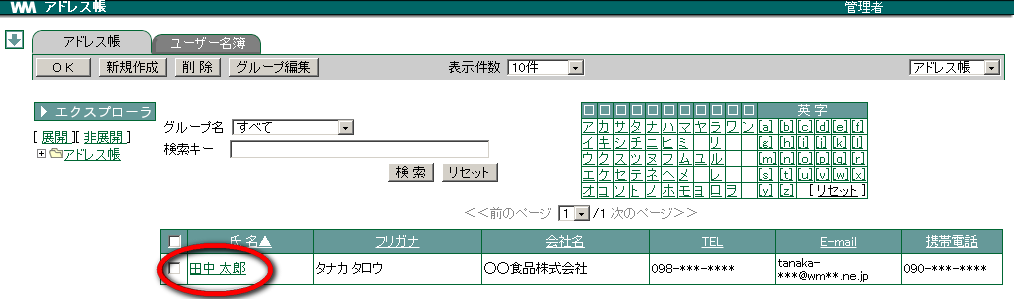 WM アドレス帳 管理者
アドレス帳 ユーザー名簿
OK 新規作成 削除 グループ編集 表示件数 10件 アドレス帳
エクスプローラ
[ 展開 ][ 非展開 ]
アドレス帳
グループ名 すべて
検索キー
検索 リセット
英字
アカサタナハマヤラワン [a] [b] [c] [d] [e] [f]
イキシチニヒミ リ [g] [h] [i] [j] [k] [l]
ウクスツヌフムユル [m] [n] [o] [p] [q] [r]
エケセテネヘメ レ [s] [t] [u] [v] [w] [x]
オコソトノホモヨロヲ [y] [z] [リセット]
<<前のページ 1 /1 次のページ>>
氏名▲ フリガナ 会社名 TEL E-mail 携帯電話
田中 太郎 タナカ タロウ 〇〇食品株式会社 098-***-**** tanaka-***@wm**.ne.jp 090-***-****